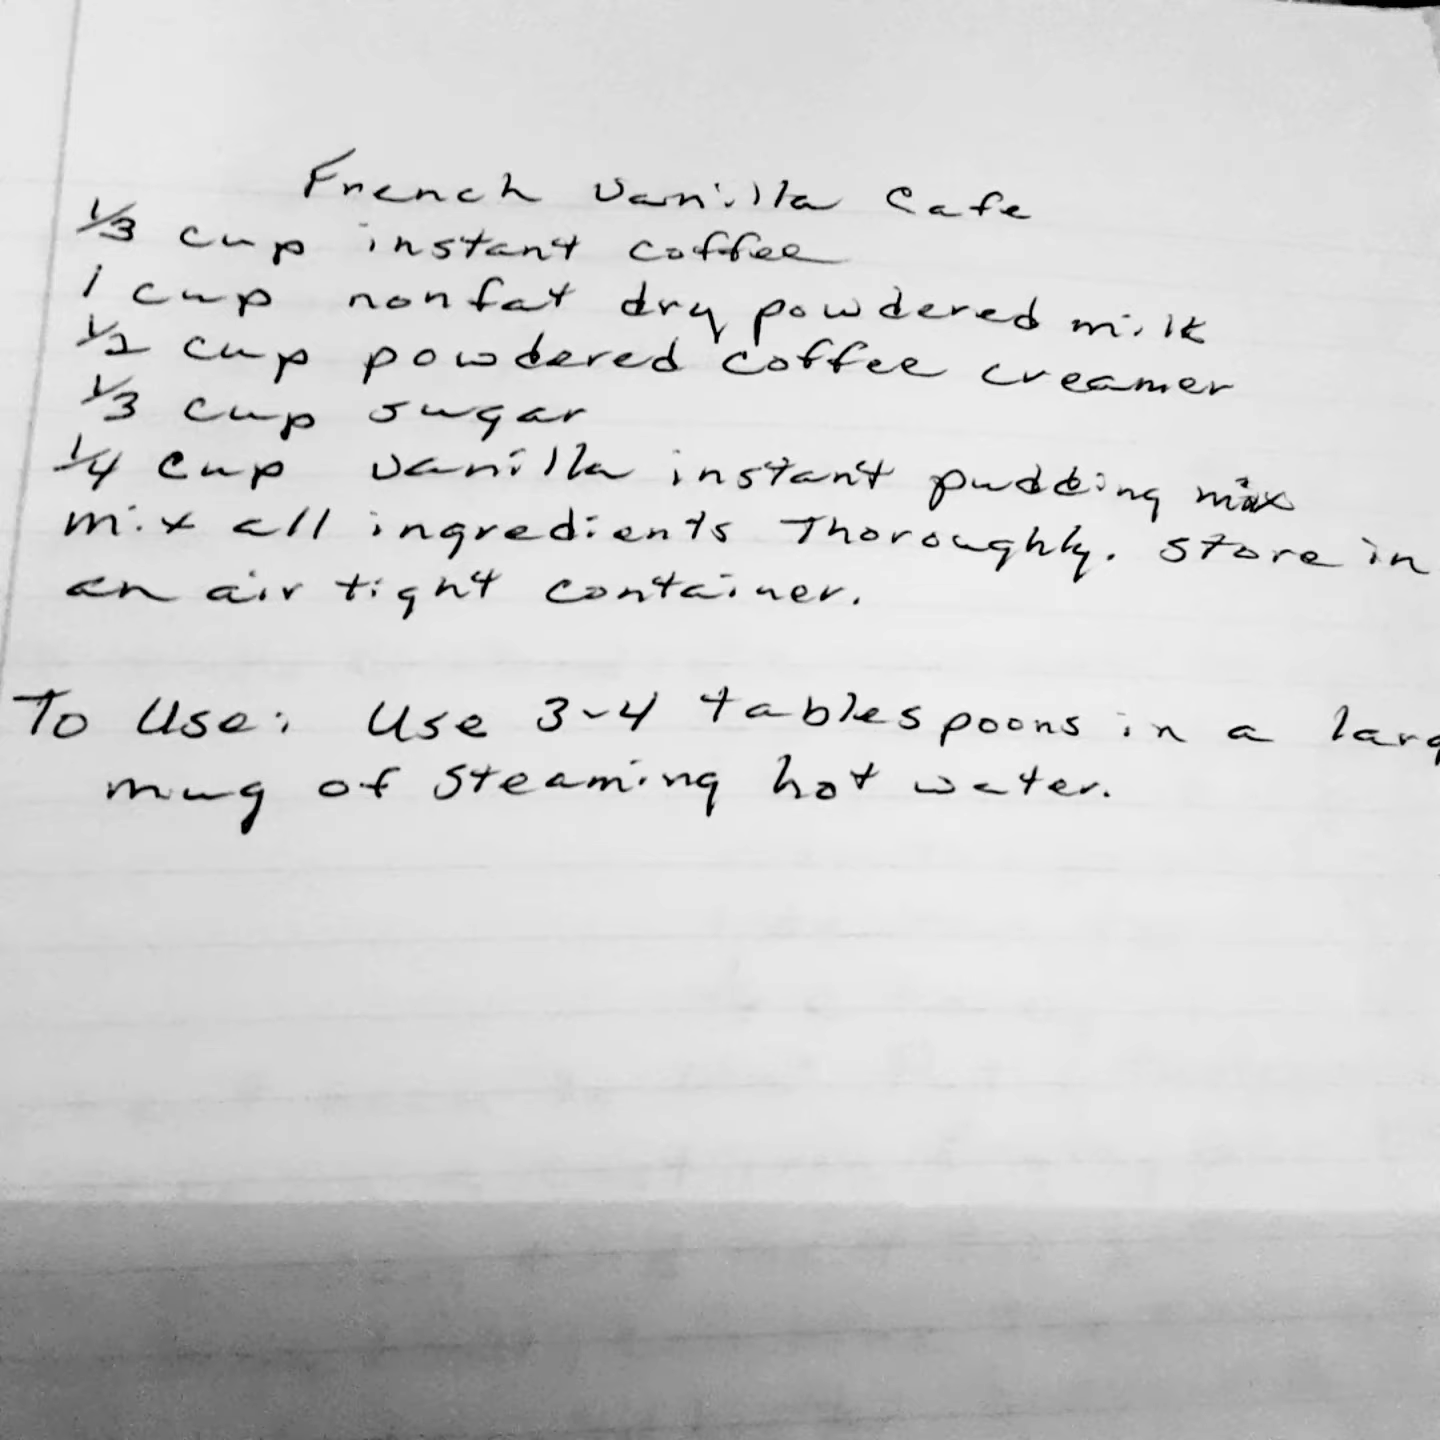 French Vanilla Cafe
1/3 cup instant coffee
1 cup nonfat dry powdered milk
1/2 cup powdered coffee creamer
1/3 cup sugar
1/4 cup vanilla instant pudding mix
mix all ingredients Thoroughly. Store in
an air tight container.
To Use: Use 3-4 tablespoons in a larg
mug of steaming hot water.